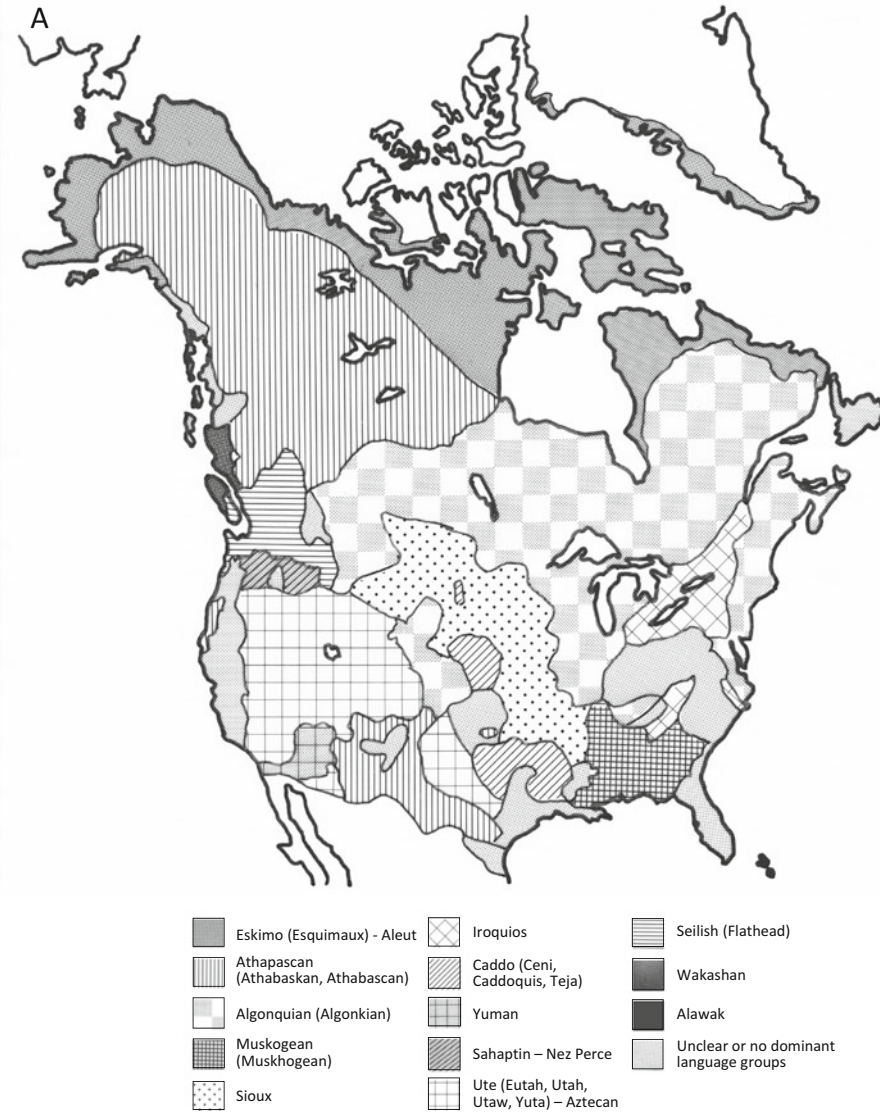 A
Eskimo (Esquimaux) - Aleut
Athapascan
(Athabaskan, Athabascan)
Algonquian (Algonkian)
Muskogean
(Muskhogean)
Sioux
Iroquios
Caddo (Ceni,
Caddoquis, Teja)
Yuman
Sahaptin – Nez Perce
Ute (Eutah, Utah,
Utaw, Yuta) – Aztecan
Seilish (Flathead)
Wakashan
Alawak
Unclear or no dominant
language groups